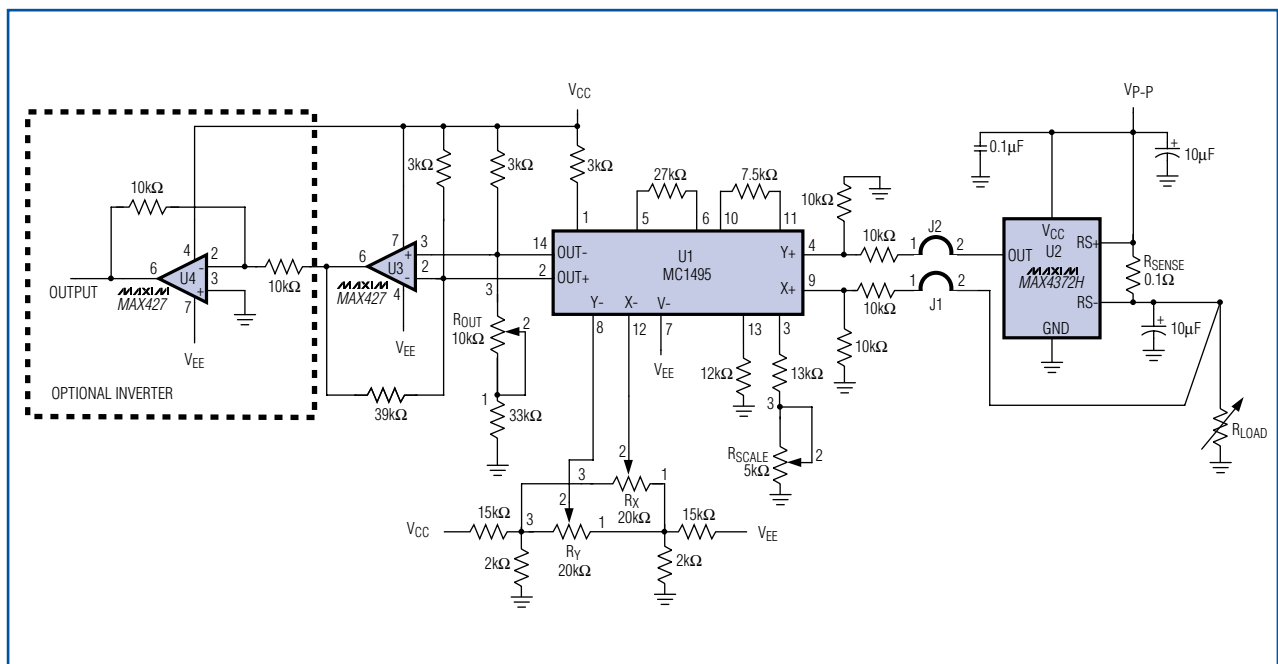 VCC
VP-P
3kΩ
3kΩ
3kΩ
27kΩ
7.5kΩ
10kΩ
0.1µF
+
10µF
10kΩ
1
5
6
10
11
J2
4
2
6
U4
-
3
+
MAXIM
MAX427
OUTPUT
7
VEE
10kΩ
OPTIONAL INVERTER
7
6
3
+
U3
2
-
MAXIM
MAX427
4
VEE
39kΩ
14
OUT-
2
OUT+
U1
MC1495
Y+
4
X+
9
Y-
X-
V-
8
12
7
VEE
13
3
10kΩ
1
2
10kΩ
1
2
J1
10kΩ
OUT
VCC
U2
MAXIM
MAX4372H
RS+
RS-
GND
RSENSE
0.1Ω
+
10µF
RLOAD
3
ROUT
10kΩ
2
1
33kΩ
12kΩ
13kΩ
3
RSCALE
5kΩ
2
2
3
1
RX
20kΩ
2
VCC
15kΩ
3
1
RY
20kΩ
15kΩ
VEE
2kΩ
2kΩ